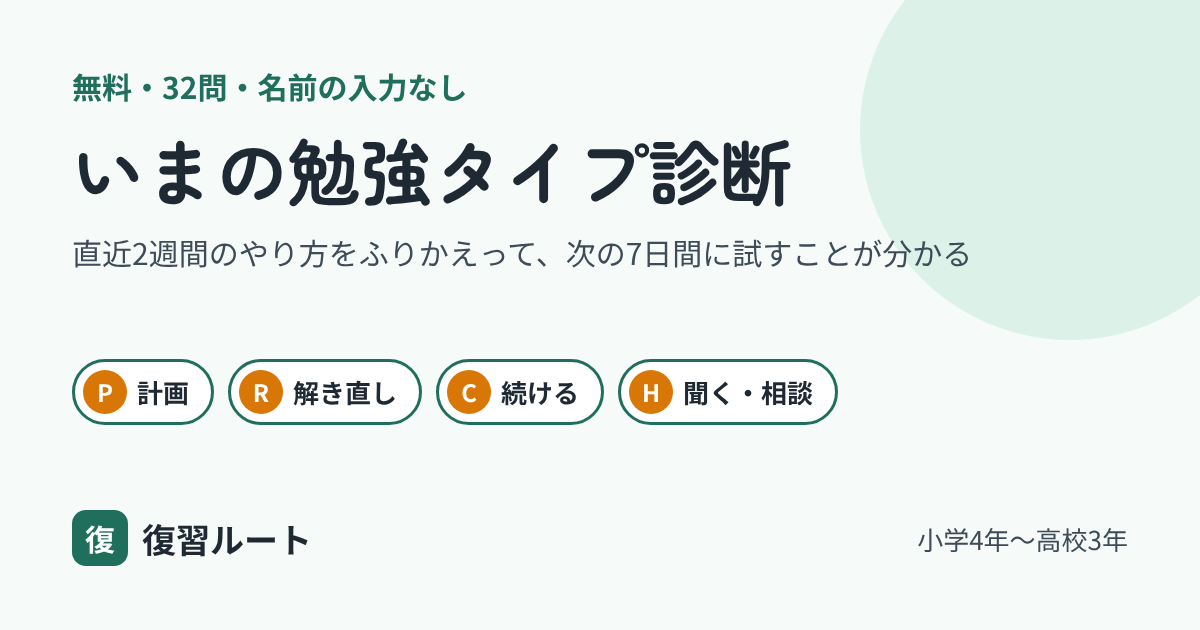 無料・32問・名前の入力なし
いまの勉強タイプ診断
直近2週間のやり方をふりかえって、次の7日間に試すことが分かる
P 計画 R 解き直し C 続ける H 聞く・相談
復 復習ルート 小学4年〜高校3年